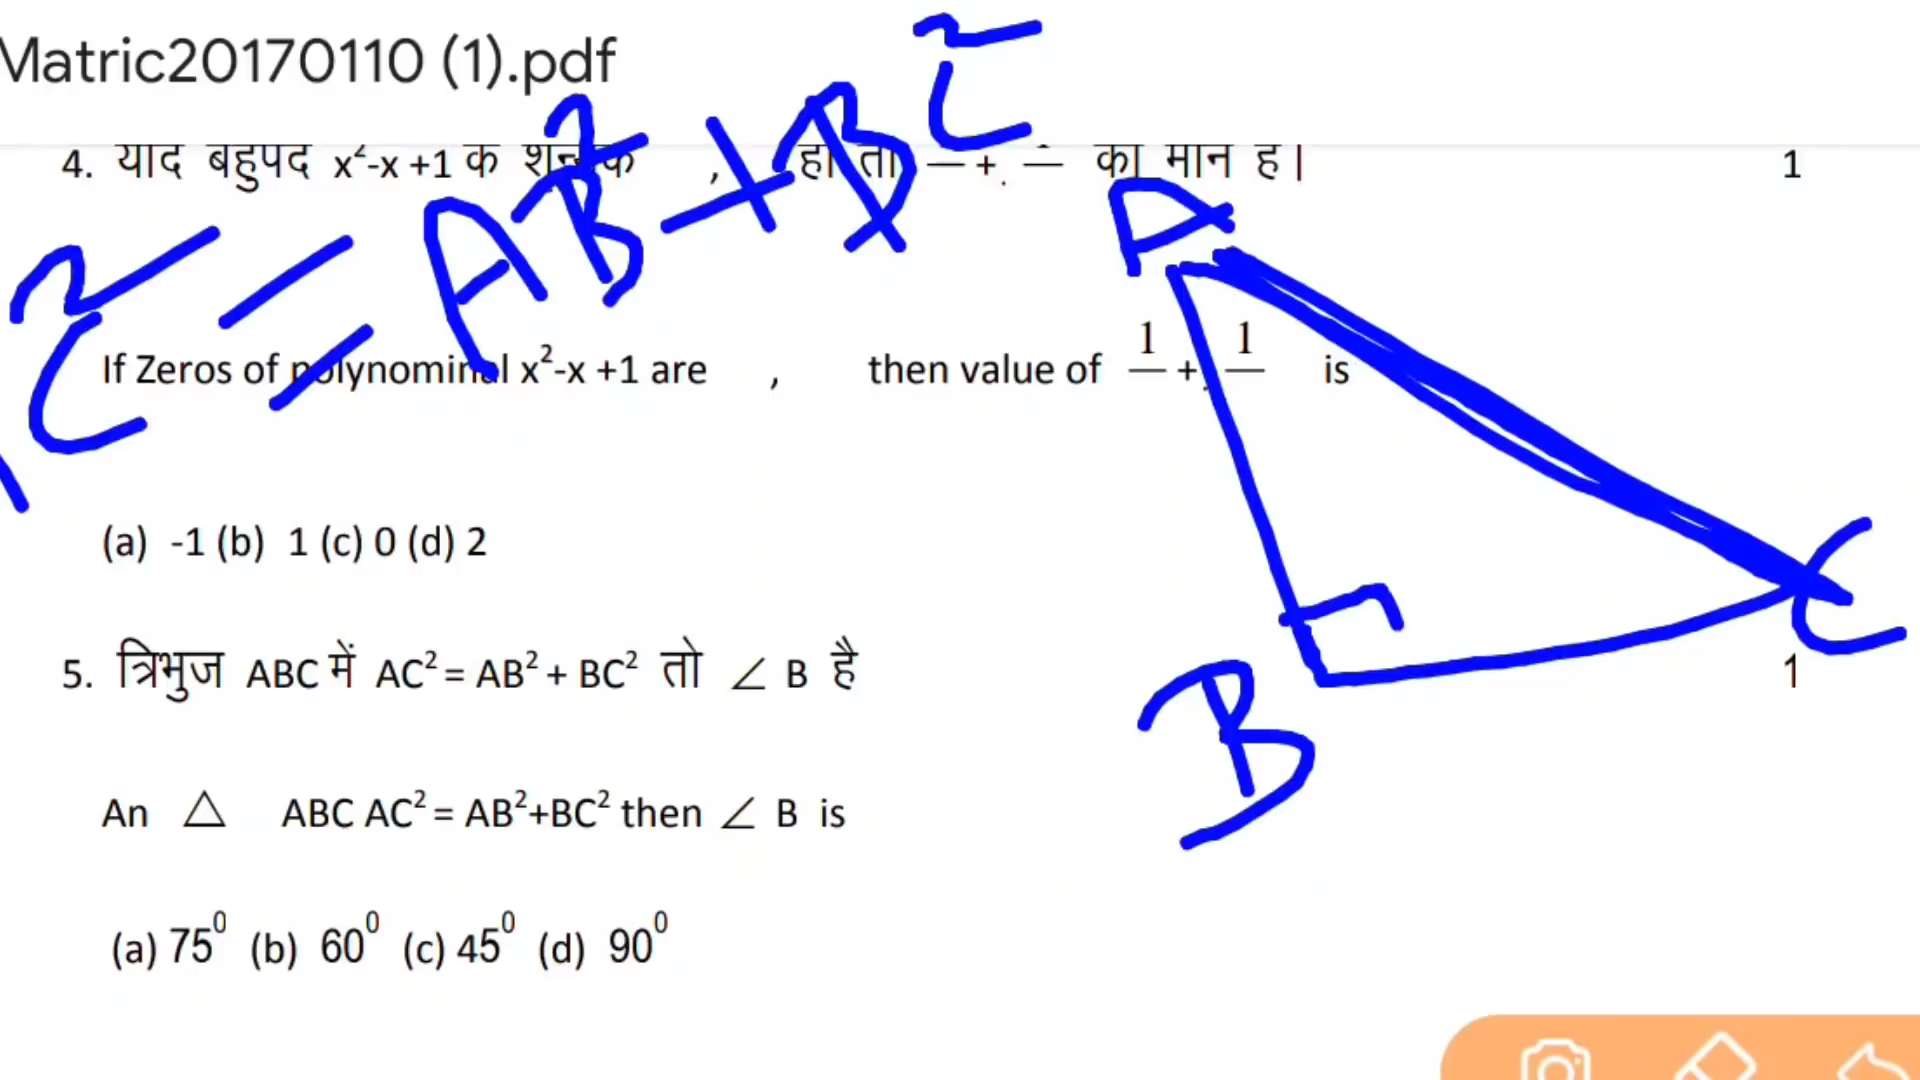 Matric20170110 (1).pdf
AC² = AB² + BC²
4. याद बहुपद x²-x +1 क शून्यक , हा ता — + — का मान ह। 1
A
If Zeros of polynominal x²-x +1 are , then value of 1/ + 1/ is
(a) -1 (b) 1 (c) 0 (d) 2
C
5. त्रिभुज ABC में AC² = AB² + BC² तो ∠ B है 1
B
An △ ABC AC² = AB²+BC² then ∠ B is
(a) 75⁰ (b) 60⁰ (c) 45⁰ (d) 90⁰